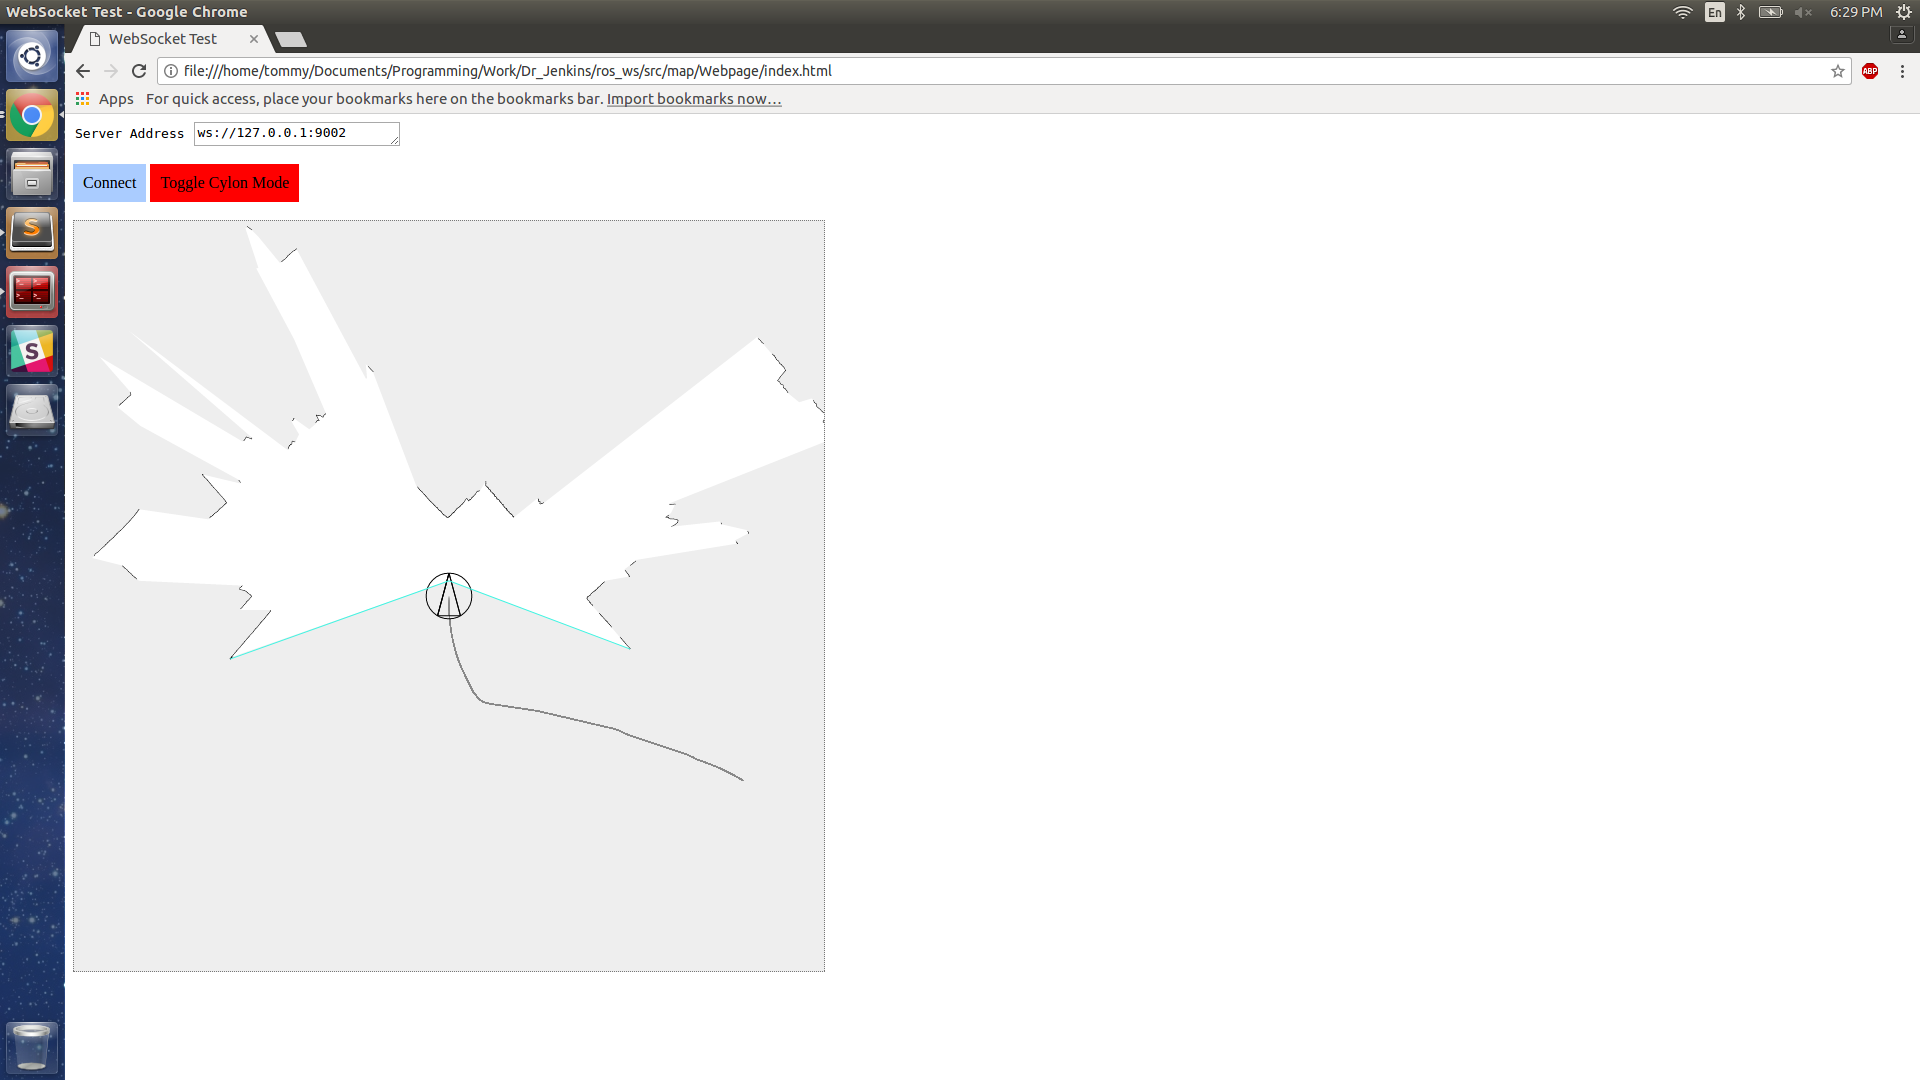 WebSocket Test - Google Chrome
En
6:29 PM
WebSocket Test
file:///home/tommy/Documents/Programming/Work/Dr_Jenkins/ros_ws/src/map/Webpage/index.html
ABP
Apps For quick access, place your bookmarks here on the bookmarks bar. Import bookmarks now...
Server Address ws://127.0.0.1:9002
Connect Toggle Cylon Mode
S
S